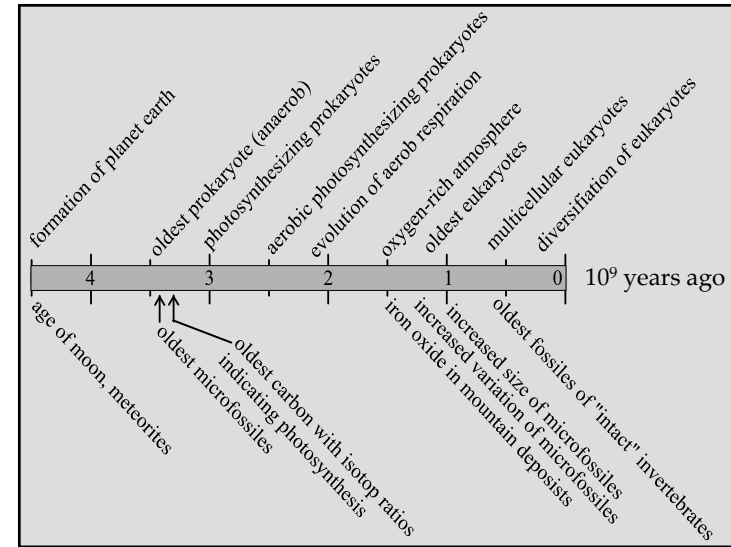 formation of planet earth
oldest prokaryote (anaerob)
photosynthesizing prokaryotes
aerobic photosynthesizing prokaryotes
evolution of aerob respiration
oxygen-rich atmosphere
oldest eukaryotes
multicellular eukaryotes
diversifiation of eukaryotes
4 3 2 1 0 10⁹ years ago
age of moon, meteorites
oldest microfossiles
oldest carbon with isotop ratios
indicating photosynthesis
iron oxide in mountain deposists
increased variation of microfossiles
increased size of microfossiles
oldest fossiles of "intact" invertebrates